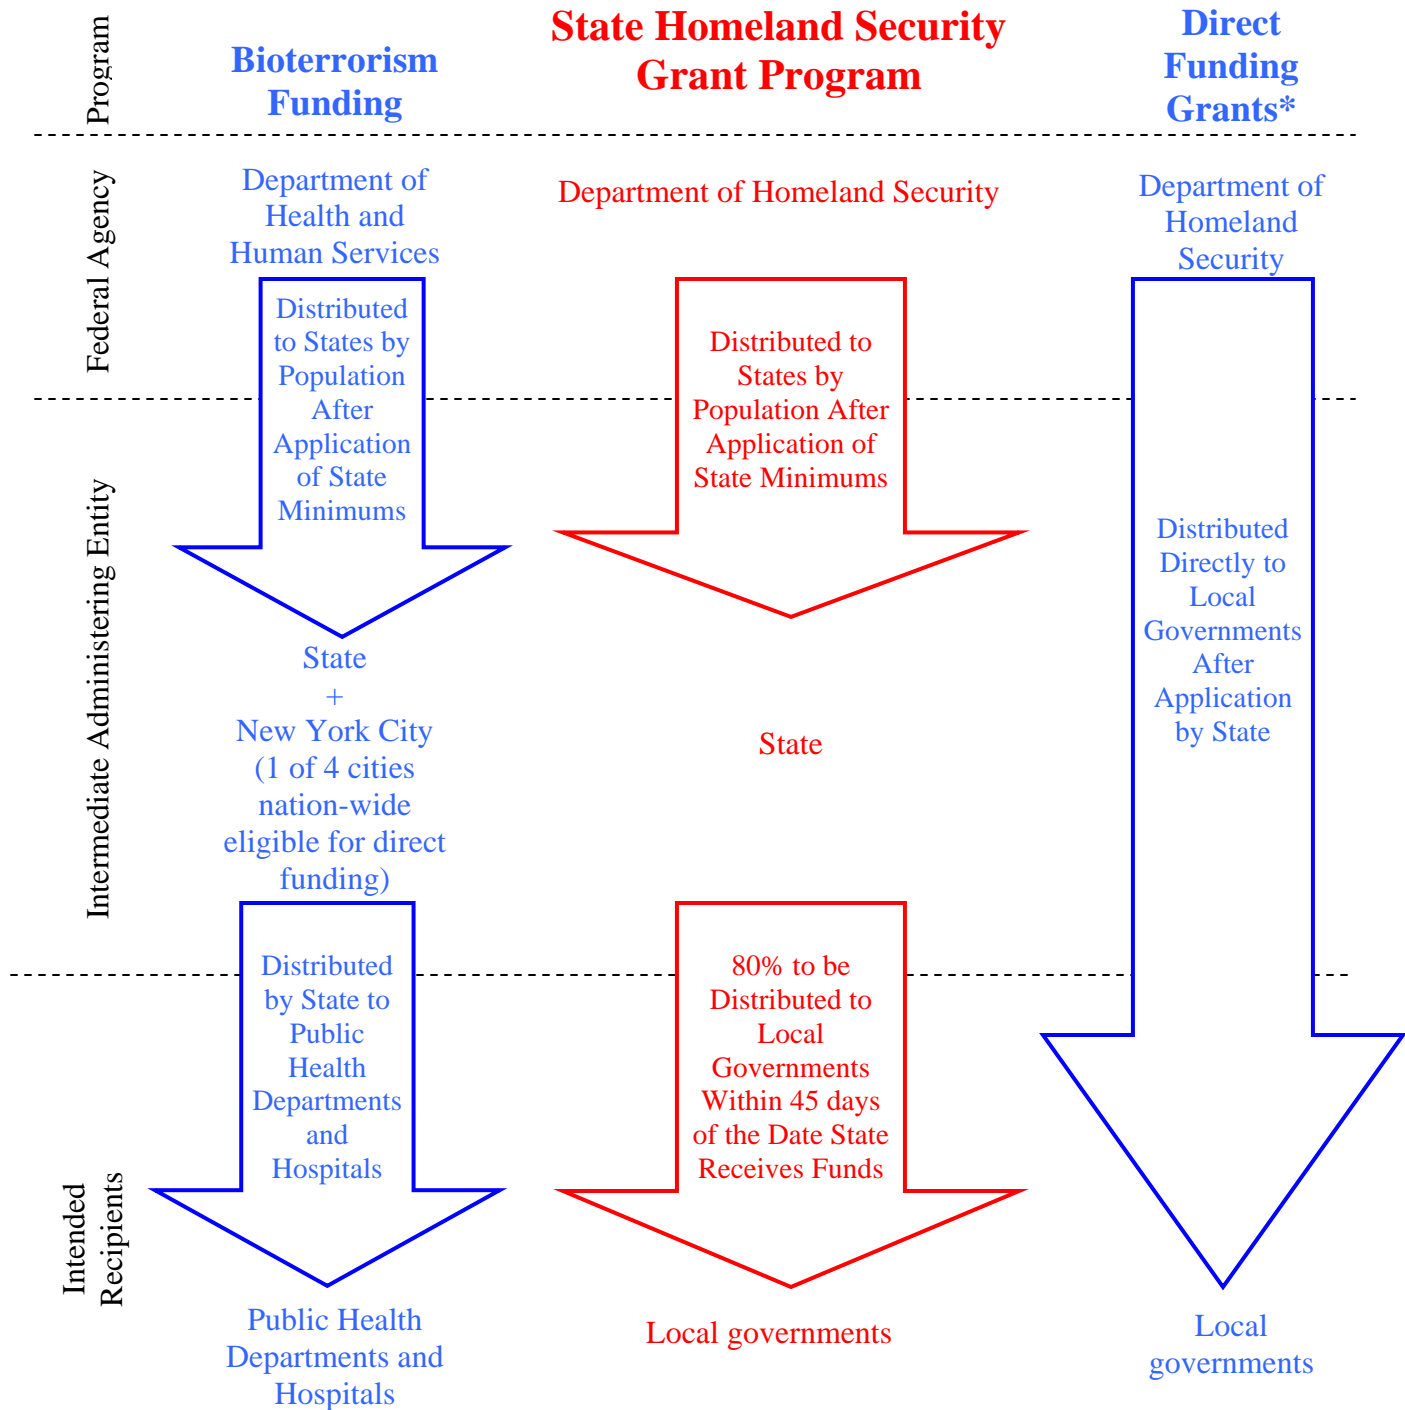 Program
Bioterrorism
Funding
State Homeland Security
Grant Program
Direct
Funding
Grants*
Federal Agency
Department of
Health and
Human Services
Department of Homeland Security
Department of
Homeland
Security
Distributed
to States by
Population
After
Application
of State
Minimums
Distributed to
States by
Population After
Application of
State Minimums
Distributed
Directly to
Local
Governments
After
Application
by State
Intermediate Administering Entity
State
+
New York City
(1 of 4 cities
nation-wide
eligible for direct
funding)
State
Distributed
by State to
Public
Health
Departments
and
Hospitals
80% to be
Distributed to
Local
Governments
Within 45 days
of the Date State
Receives Funds
Intended
Recipients
Public Health
Departments and
Hospitals
Local governments
Local
governments